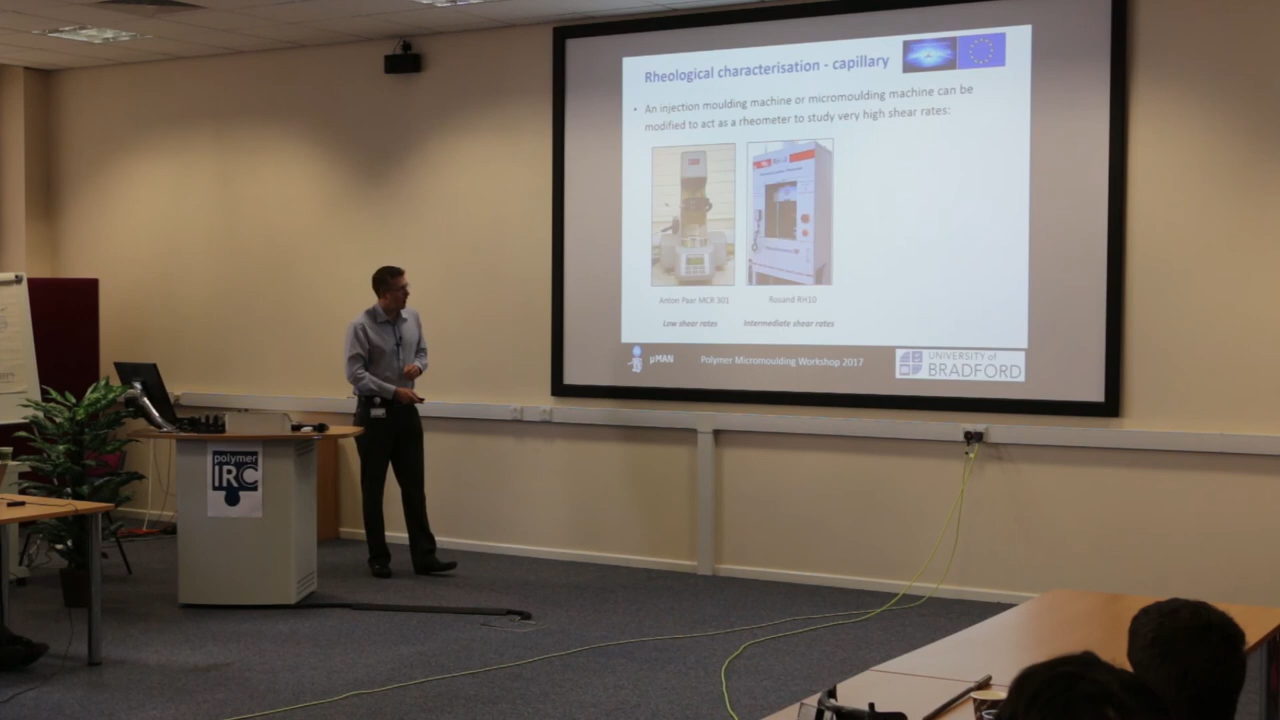 Rheological characterisation - capillary
• An injection moulding machine or micromoulding machine can be
modified to act as a rheometer to study very high shear rates:
Anton Paar MCR 301
Rosand RH10
Low shear rates
Intermediate shear rates
µMAN
Polymer Micromoulding Workshop 2017
UNIVERSITY of
BRADFORD
polymer
IRC